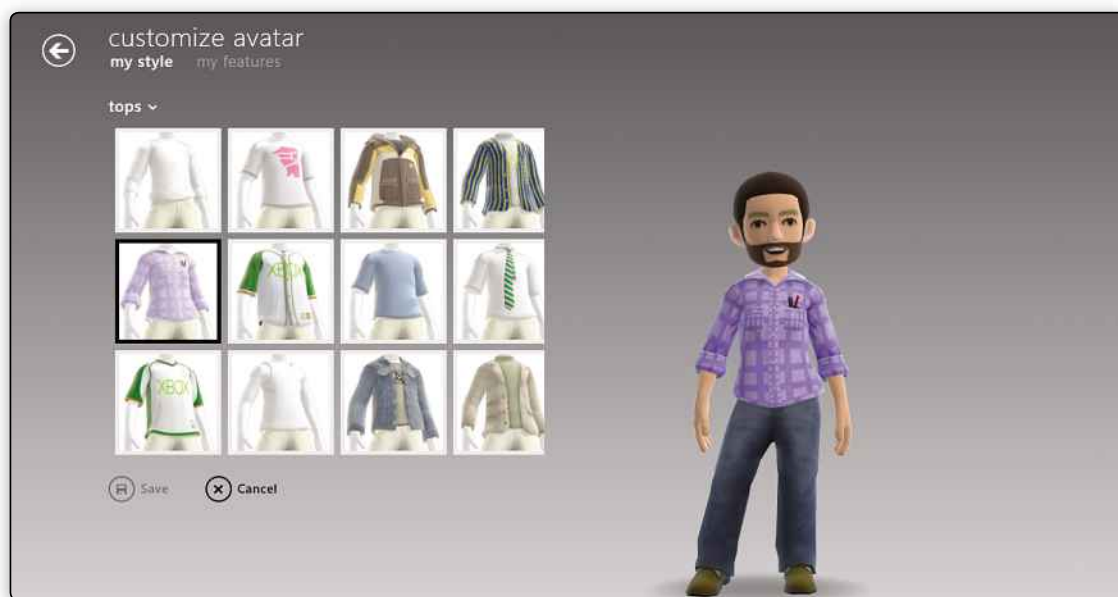 customize avatar
my style my features
tops
XBOX
XBOX
Save Cancel